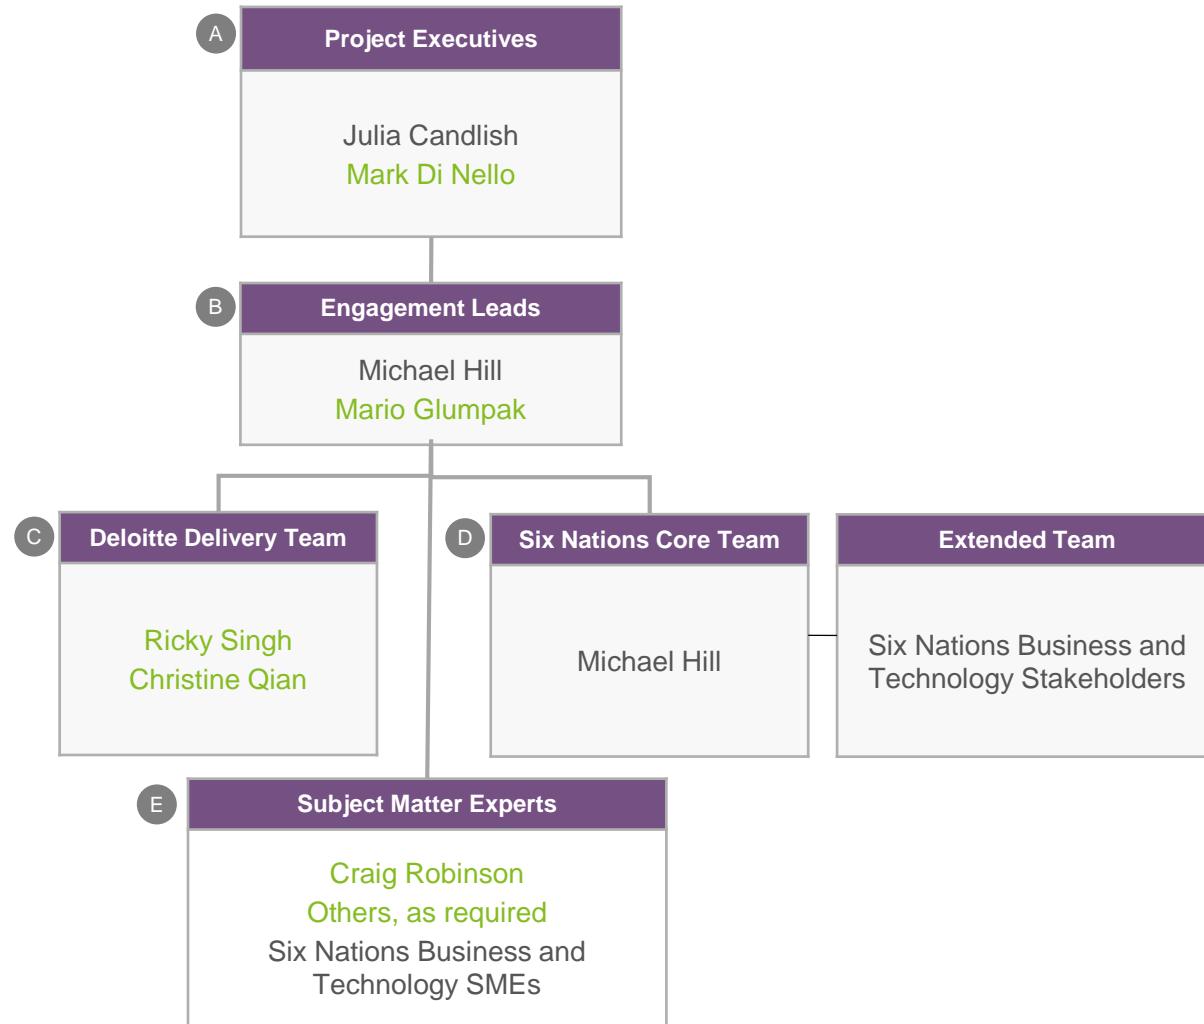 A
Project Executives
Julia Candlish
Mark Di Nello
B
Engagement Leads
Michael Hill
Mario Glumpak
C
Deloitte Delivery Team
Ricky Singh
Christine Qian
D
Six Nations Core Team
Michael Hill
Extended Team
Six Nations Business and
Technology Stakeholders
E
Subject Matter Experts
Craig Robinson
Others, as required
Six Nations Business and
Technology SMEs